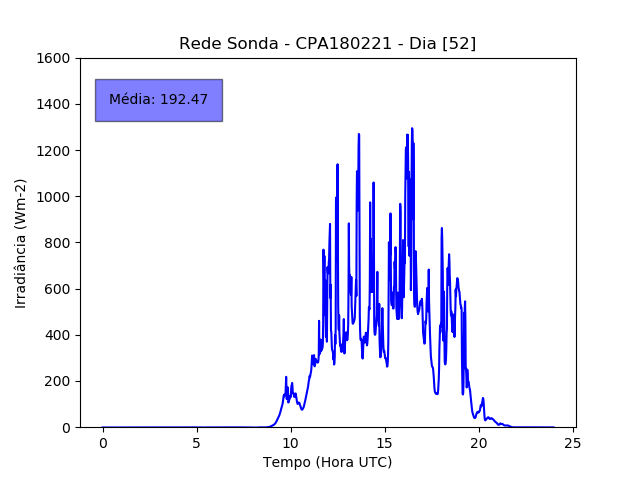 Rede Sonda - CPA180221 - Dia [52]
1600
1400
1200
1000
800
600
400
200
0
Irradiância (Wm-2)
Média: 192.47
0 5 10 15 20 25
Tempo (Hora UTC)